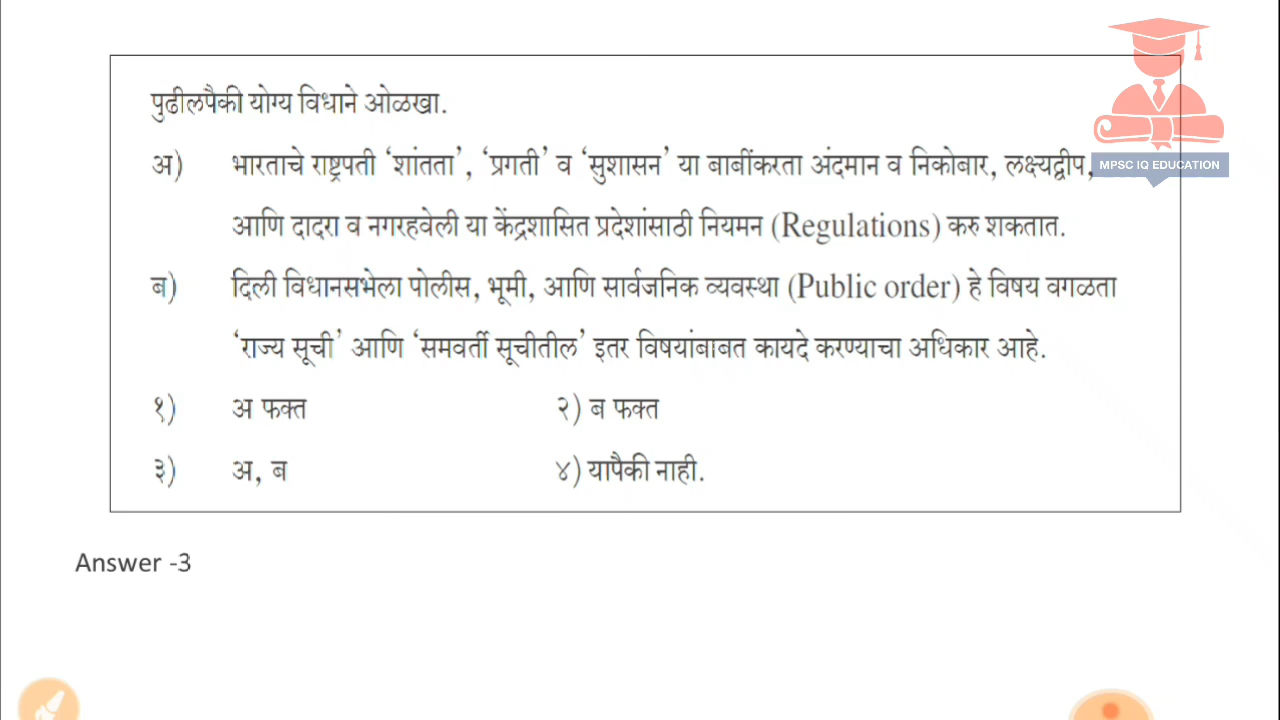 MPSC IQ EDUCATION
पुढीलपैकी योग्य विधाने ओळखा.
अ) भारताचे राष्ट्रपती ‘शांतता’, ‘प्रगती’ व ‘सुशासन’ या बाबींकरता अंदमान व निकोबार, लक्ष्यद्वीप,
आणि दादरा व नगरहवेली या केंद्रशासित प्रदेशांसाठी नियमन (Regulations) करु शकतात.
ब) दिली विधानसभेला पोलीस, भूमी, आणि सार्वजनिक व्यवस्था (Public order) हे विषय वगळता
‘राज्य सूची’ आणि ‘समवर्ती सूचीतील’ इतर विषयांबाबत कायदे करण्याचा अधिकार आहे.
१) अ फक्त २) ब फक्त
३) अ, ब ४) यापैकी नाही.
Answer -3